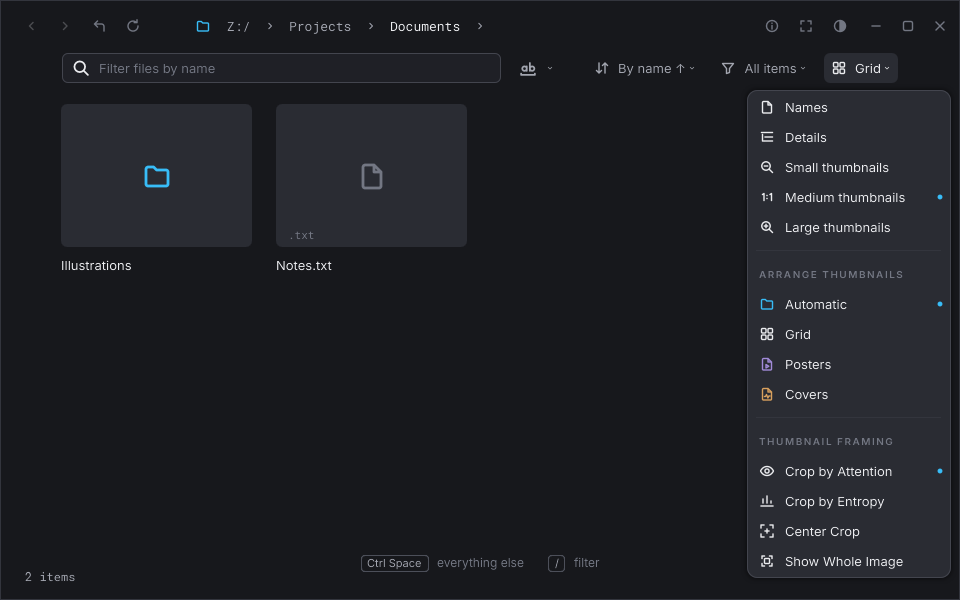 Z:/ Projects Documents
Filter files by name ab By name ↑ All items Grid
Names
Details
Small thumbnails
1:1 Medium thumbnails
Large thumbnails
ARRANGE THUMBNAILS
Automatic
Grid
Posters
Covers
THUMBNAIL FRAMING
Crop by Attention
Crop by Entropy
Center Crop
Show Whole Image
.txt
Illustrations Notes.txt
Ctrl Space everything else / filter
2 items